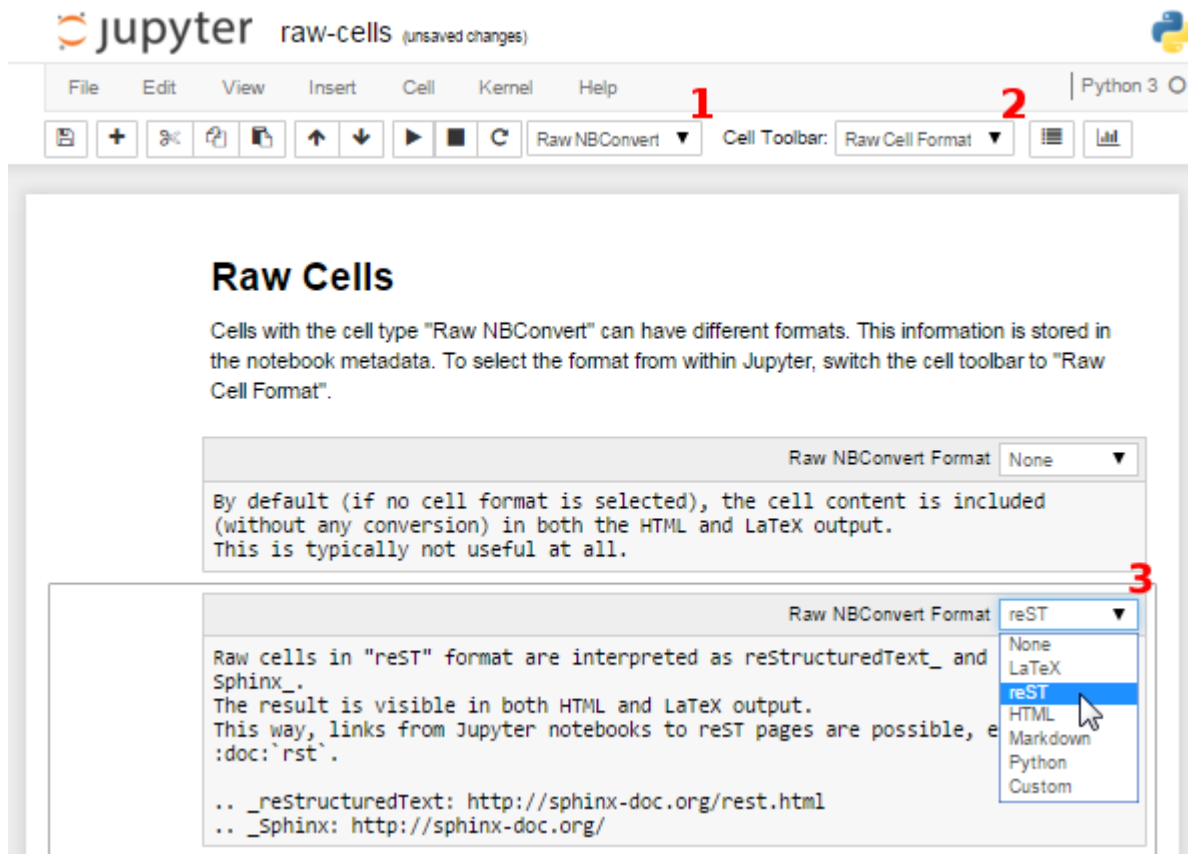 jupyter raw-cells (unsaved changes)
File Edit View Insert Cell Kernel Help 1 2 Python 3
Raw NBConvert Cell Toolbar: Raw Cell Format
Raw Cells
Cells with the cell type "Raw NBConvert" can have different formats. This information is stored in
the notebook metadata. To select the format from within Jupyter, switch the cell toolbar to "Raw
Cell Format".
Raw NBConvert Format None
By default (if no cell format is selected), the cell content is included
(without any conversion) in both the HTML and LaTeX output.
This is typically not useful at all.
3
Raw NBConvert Format reST
Raw cells in "reST" format are interpreted as reStructuredText_ and
Sphinx_.
The result is visible in both HTML and LaTeX output.
This way, links from Jupyter notebooks to reST pages are possible, e
:doc:`rst`.
.. _reStructuredText: http://sphinx-doc.org/rest.html
.. _Sphinx: http://sphinx-doc.org/
None
LaTeX
reST
HTML
Markdown
Python
Custom